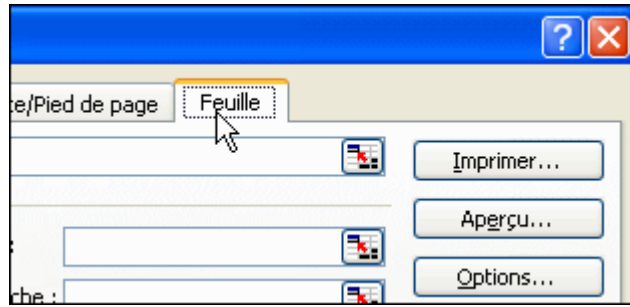 ?
te/Pied de page Feuille
Imprimer...
:
Aperçu...
che :
Options...